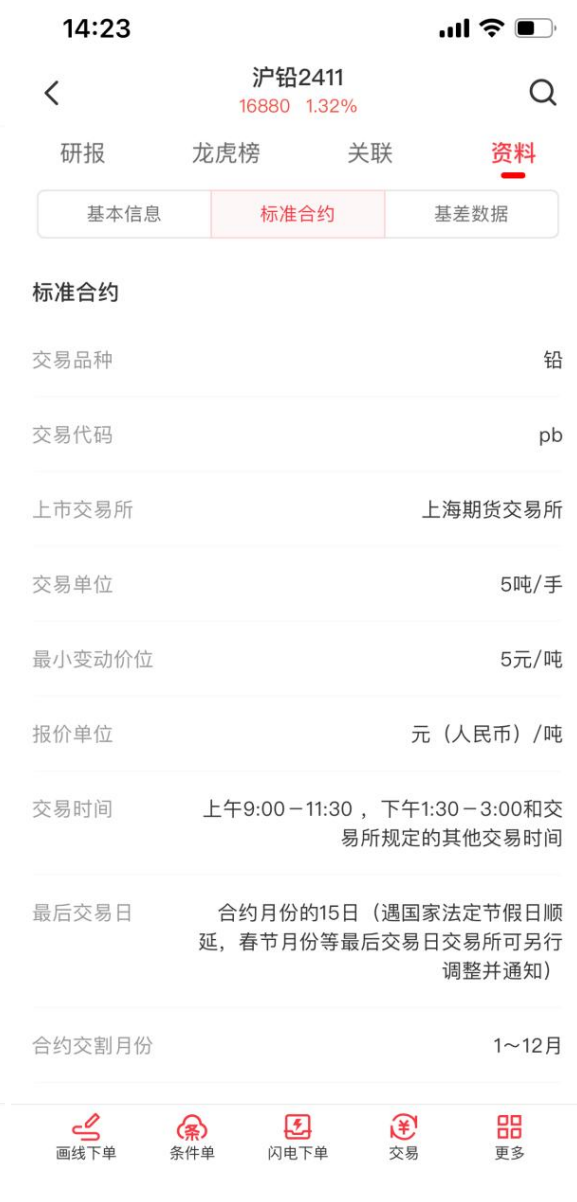 14:23
沪铅2411
16880 1.32%
研报 龙虎榜 关联 资料
基本信息 标准合约 基差数据
标准合约
交易品种 铅
交易代码 pb
上市交易所 上海期货交易所
交易单位 5吨/手
最小变动价位 5元/吨
报价单位 元（人民币）/吨
交易时间 上午9:00－11:30 ，下午1:30－3:00和交
易所规定的其他交易时间
最后交易日 合约月份的15日（遇国家法定节假日顺
延，春节月份等最后交易日交易所可另行
调整并通知）
合约交割月份 1～12月
条 ¥
画线下单 条件单 闪电下单 交易 更多